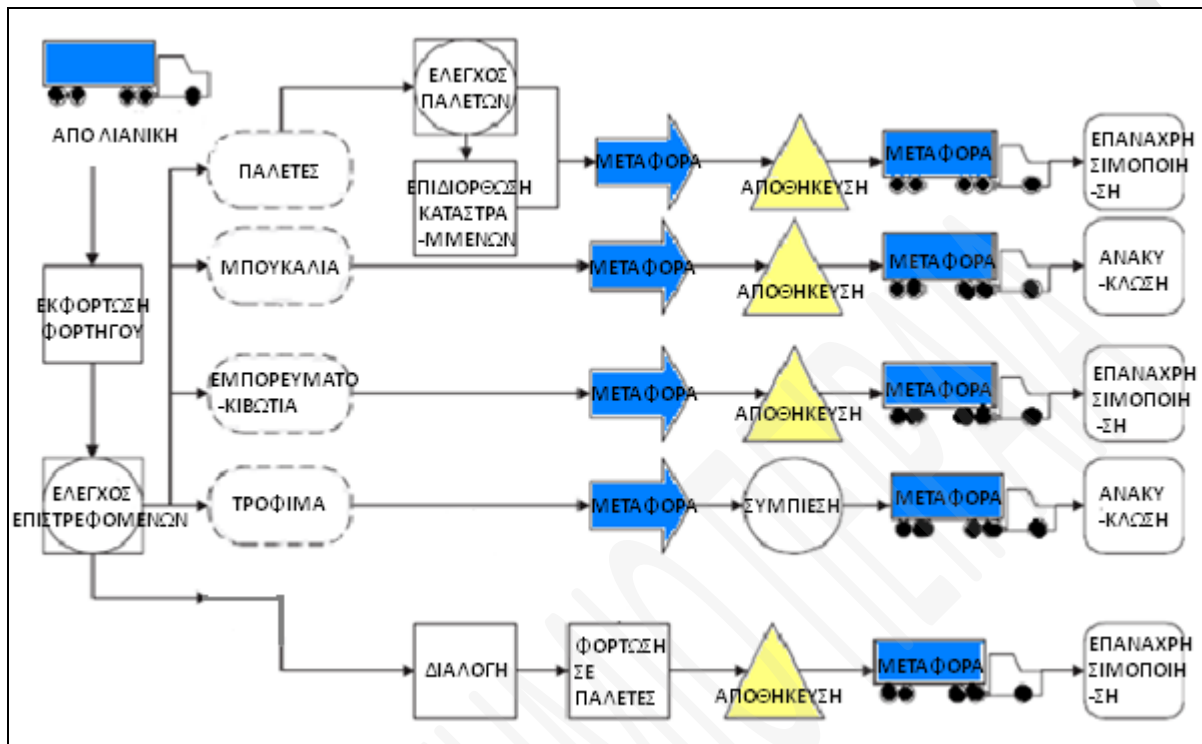 ΑΠΟ ΛΙΑΝΙΚΗ
ΕΚΦΟΡΤΩΣΗ
ΦΟΡΤΗΓΟΥ
ΕΛΕΓΧΟΣ
ΕΠΙΣΤΡΕΦΟΜΕΝΩΝ
ΠΑΛΕΤΕΣ
ΕΛΕΓΧΟΣ
ΠΑΛΕΤΩΝ
ΕΠΙΔΙΟΡΘΩΣΗ
ΚΑΤΑΣΤΡΑ
-ΜΜΕΝΩΝ
ΜΕΤΑΦΟΡΑ
ΑΠΟΘΗΚΕΥΣΗ
ΜΕΤΑΦΟΡΑ
ΕΠΑΝΑΧΡΗ
ΣΙΜΟΠΟΙΗ
-ΣΗ
ΜΠΟΥΚΑΛΙΑ
ΜΕΤΑΦΟΡΑ
ΑΠΟΘΗΚΕΥΣΗ
ΜΕΤΑΦΟΡΑ
ΑΝΑΚΥ
-ΚΛΩΣΗ
ΕΜΠΟΡΕΥΜΑΤΟ
-ΚΙΒΩΤΙΑ
ΜΕΤΑΦΟΡΑ
ΑΠΟΘΗΚΕΥΣΗ
ΜΕΤΑΦΟΡΑ
ΕΠΑΝΑΧΡΗ
ΣΙΜΟΠΟΙΗ
-ΣΗ
ΤΡΟΦΙΜΑ
ΜΕΤΑΦΟΡΑ
ΣΥΜΠΙΕΣΗ
ΜΕΤΑΦΟΡΑ
ΑΝΑΚΥ
-ΚΛΩΣΗ
ΔΙΑΛΟΓΗ
ΦΟΡΤΩΣΗ
ΣΕ
ΠΑΛΕΤΕΣ
ΑΠΟΘΗΚΕΥΣΗ
ΜΕΤΑΦΟΡΑ
ΕΠΑΝΑΧΡΗ
ΣΙΜΟΠΟΙΗ
-ΣΗ